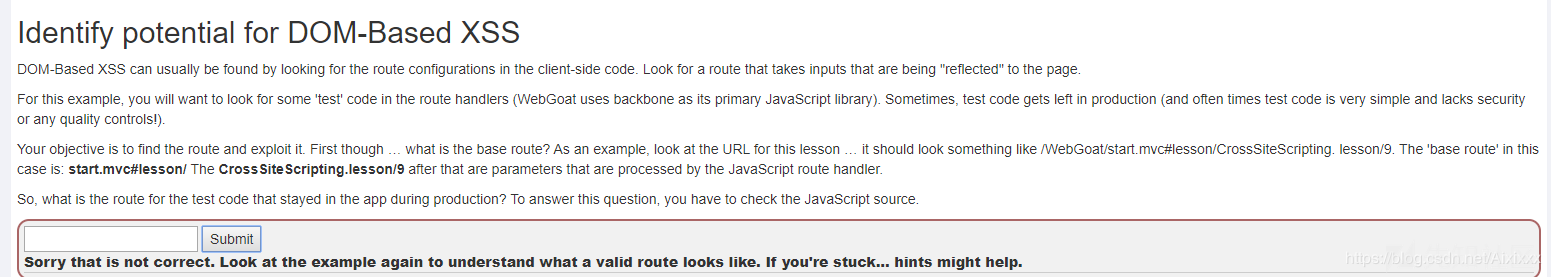 Identify potential for DOM-Based XSS
DOM-Based XSS can usually be found by looking for the route configurations in the client-side code. Look for a route that takes inputs that are being "reflected" to the page.
For this example, you will want to look for some 'test' code in the route handlers (WebGoat uses backbone as its primary JavaScript library). Sometimes, test code gets left in production (and often times test code is very simple and lacks security
or any quality controls!).
Your objective is to find the route and exploit it. First though … what is the base route? As an example, look at the URL for this lesson … it should look something like /WebGoat/start.mvc#lesson/CrossSiteScripting. lesson/9. The 'base route' in this
case is: start.mvc#lesson/ The CrossSiteScripting.lesson/9 after that are parameters that are processed by the JavaScript route handler.
So, what is the route for the test code that stayed in the app during production? To answer this question, you have to check the JavaScript source.
Submit
Sorry that is not correct. Look at the example again to understand what a valid route looks like. If you're stuck... hints might help.